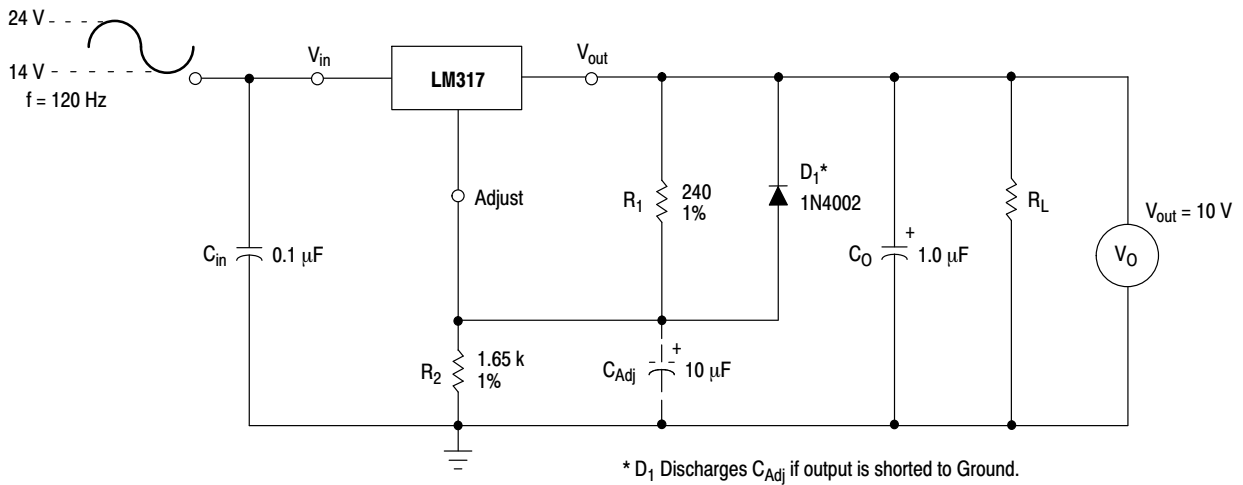 24 V
14 V
f = 120 Hz
Vin
LM317
Vout
Adjust
Cin
0.1 μF
R1
240
1%
D1*
1N4002
CO
+
1.0 μF
RL
Vout = 10 V
VO
R2
1.65 k
1%
CAdj
+
10 μF
* D1 Discharges CAdj if output is shorted to Ground.